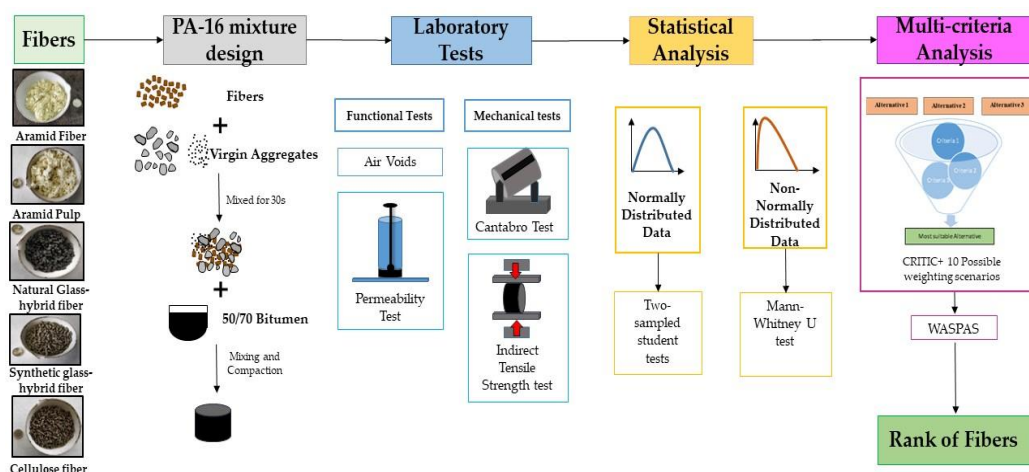 Fibers
PA-16 mixture
design
Laboratory
Tests
Statistical
Analysis
Multi-criteria
Analysis
Aramid Fiber
Aramid Pulp
Natural Glass-
hybrid fiber
Synthetic glass-
hybrid fiber
Cellulose fiber
Fibers
+
Virgin Aggregates
Mixed for 30s
+
50/70 Bitumen
Mixing and
Compaction
Functional Tests
Air Voids
Permeability
Test
Mechanical tests
Cantabro Test
Indirect
Tensile
Strength test
Normally
Distributed
Data
Two-
sampled
student
tests
Non-
Normally
Distributed
Data
Mann-
Whitney U
test
Alternative 1
Alternative 2
Alternative 3
Criteria 1
Criteria 2
Criteria 3
Most suitable Alternative
CRITIC+ 10 Possible
weighting scenarios
WASPAS
Rank of Fibers